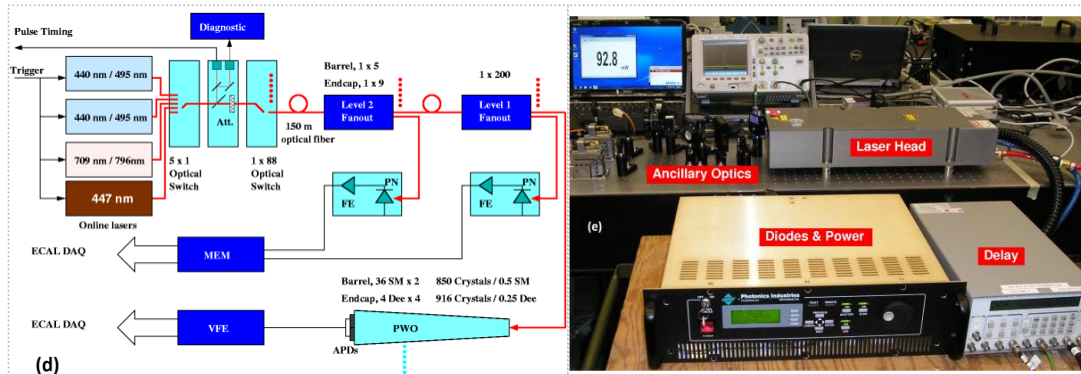 Diagnostic
Pulse Timing
Trigger
440 nm / 495nm
440 nm / 495nm
709 nm / 796nm
447 nm
Online lasers
5 x 1
Optical
Switch
Att.
1 x 88
Optical
Switch
150 m
optical fiber
Barrel, 1 x 5
Endcap, 1 x 9
Level 2
Fanout
1 x 200
Level 1
Fanout
FE
PN
FE
PN
ECAL DAQ
MEM
Barrel, 36 SM x 2 850 Crystals / 0.5 SM
Endcap, 4 Dee x 4 916 Crystals / 0.25 Dee
ECAL DAQ
VFE
APDs
PWO
(d)
92.8
Laser Head
Ancillary Optics
(e)
Diodes & Power
Delay
Photonics Industries